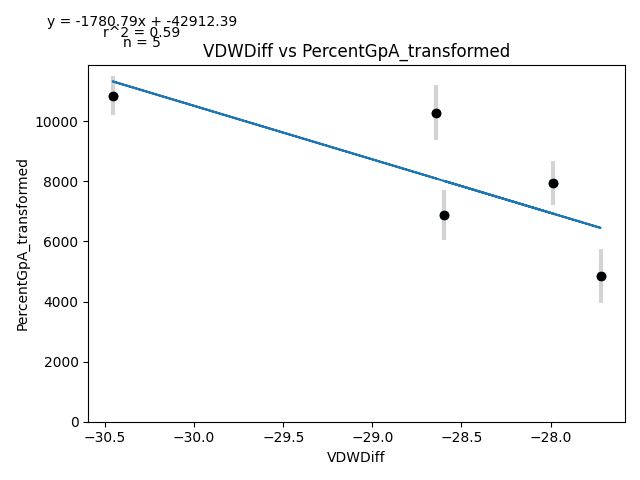 y = -1780.79x + -42912.39
r^2 = 0.59
n = 5
VDWDiff vs PercentGpA_transformed
PercentGpA_transformed
10000
8000
6000
4000
2000
0
−30.5 −30.0 −29.5 −29.0 −28.5 −28.0
VDWDiff